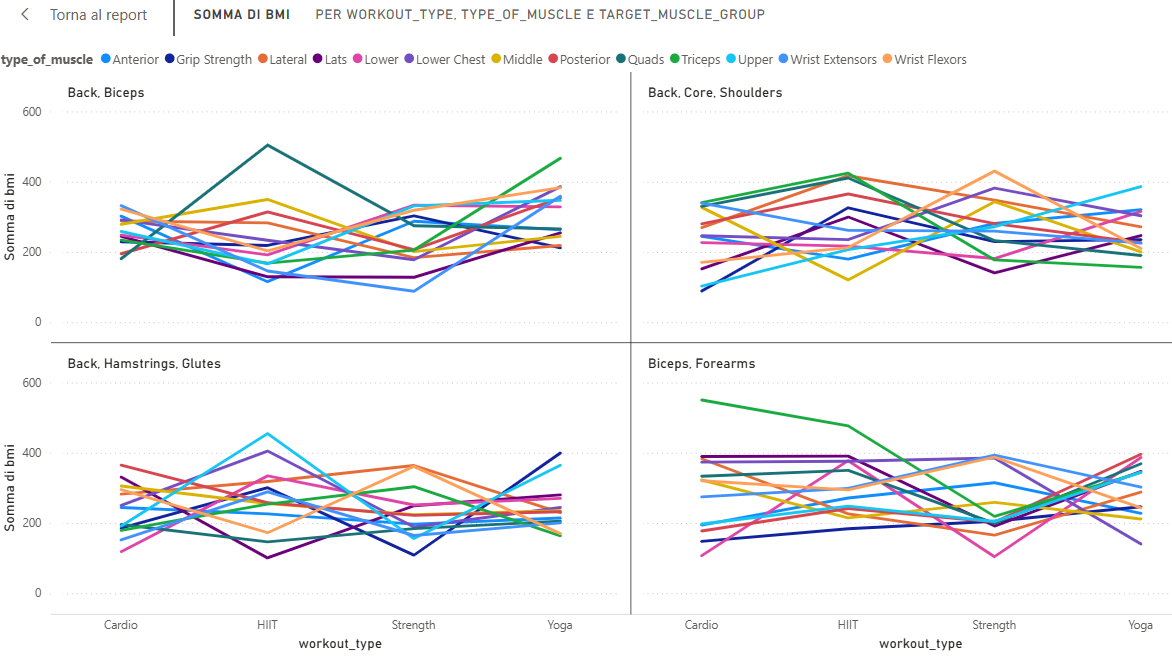 Torna al report
SOMMA DI BMI PER WORKOUT_TYPE, TYPE_OF_MUSCLE E TARGET_MUSCLE_GROUP
type_of_muscle Anterior Grip Strength Lateral Lats Lower Lower Chest Middle Posterior Quads Triceps Upper Wrist Extensors Wrist Flexors
Back, Biceps
Back, Core, Shoulders
600
400
200
0
Somma di bmi
Back, Hamstrings, Glutes
Biceps, Forearms
600
400
200
0
Somma di bmi
Cardio HIIT Strength Yoga
Cardio HIIT Strength Yoga
workout_type
workout_type